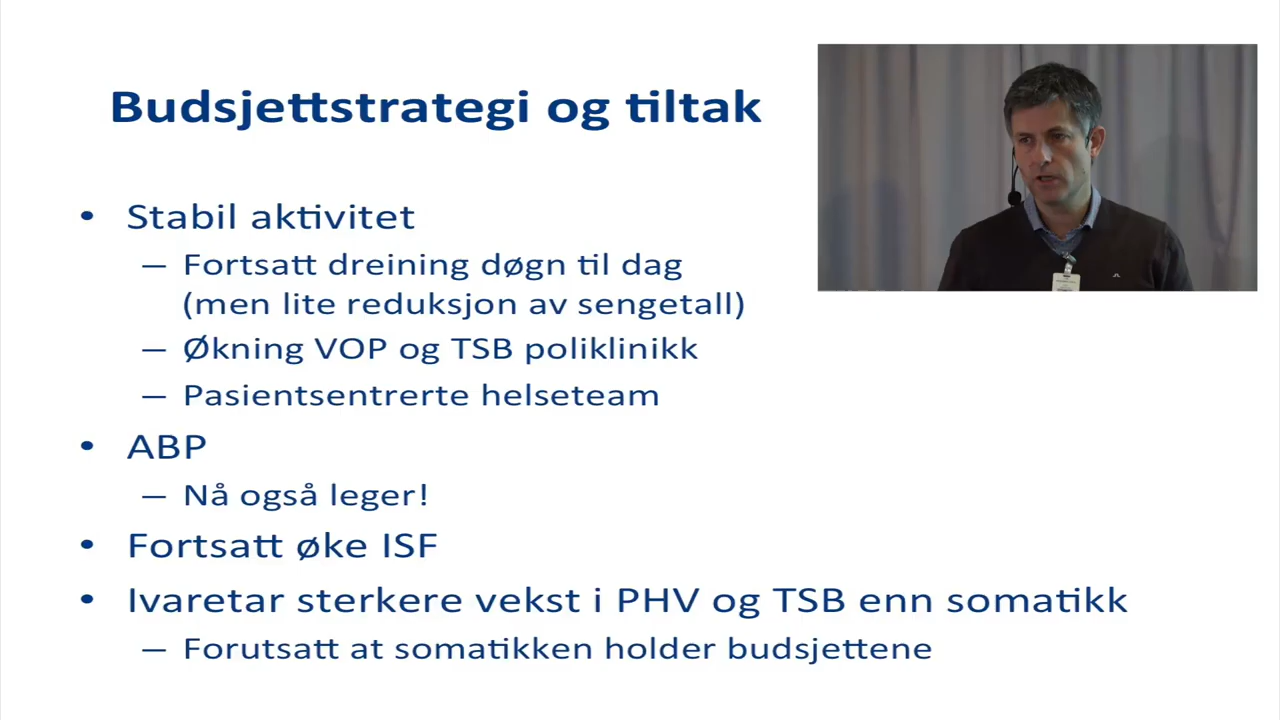 Budsjettstrategi og tiltak
• Stabil aktivitet
– Fortsatt dreining døgn til dag
(men lite reduksjon av sengetall)
– Økning VOP og TSB poliklinikk
– Pasientsentrerte helseteam
• ABP
– Nå også leger!
• Fortsatt øke ISF
• Ivaretar sterkere vekst i PHV og TSB enn somatikk
– Forutsatt at somatikken holder budsjettene